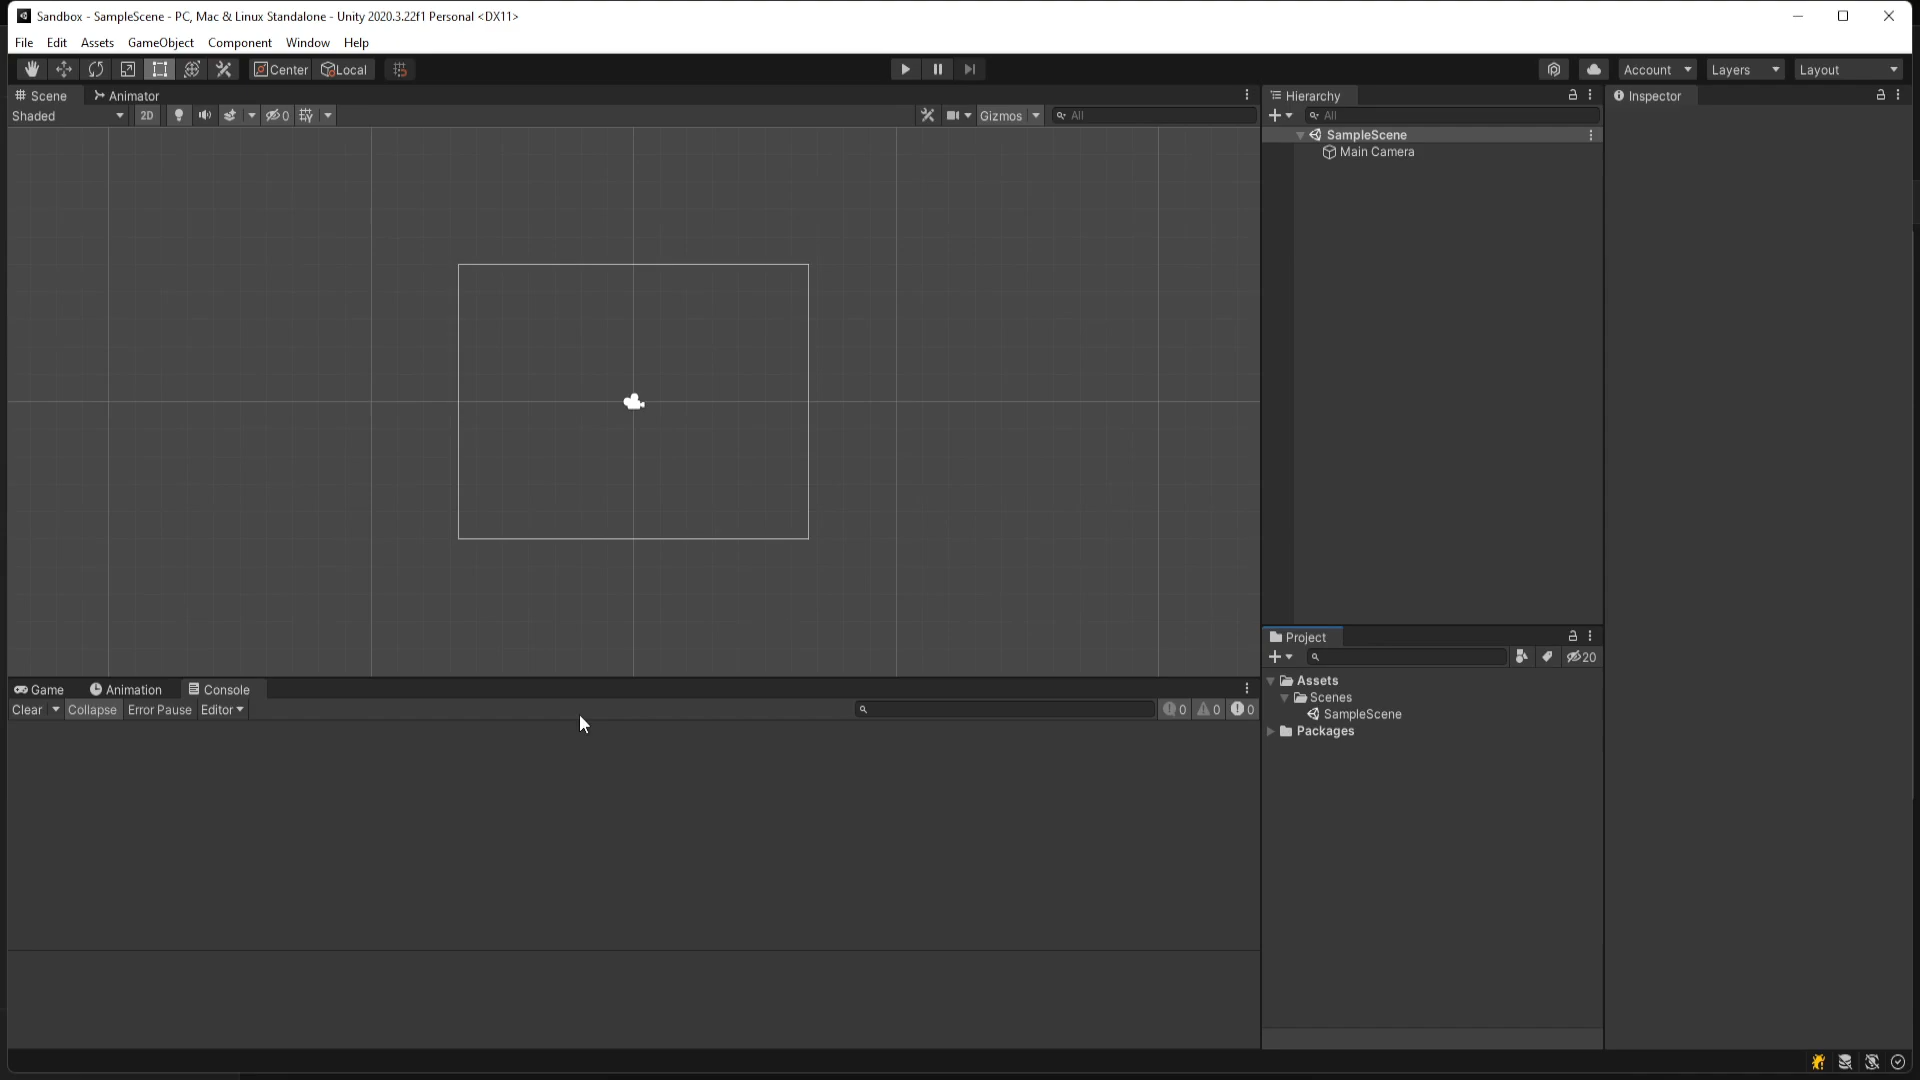 Sandbox - SampleScene - PC, Mac & Linux Standalone - Unity 2020.3.22f1 Personal <DX11>
File Edit Assets GameObject Component Window Help
Center Local Account Layers Layout
Scene Animator Hierarchy Inspector
Shaded 2D 0 Gizmos All All
SampleScene
Main Camera
Project
20
Assets
Scenes
SampleScene
Packages
Game Animation Console
Clear Collapse Error Pause Editor 0 0 0